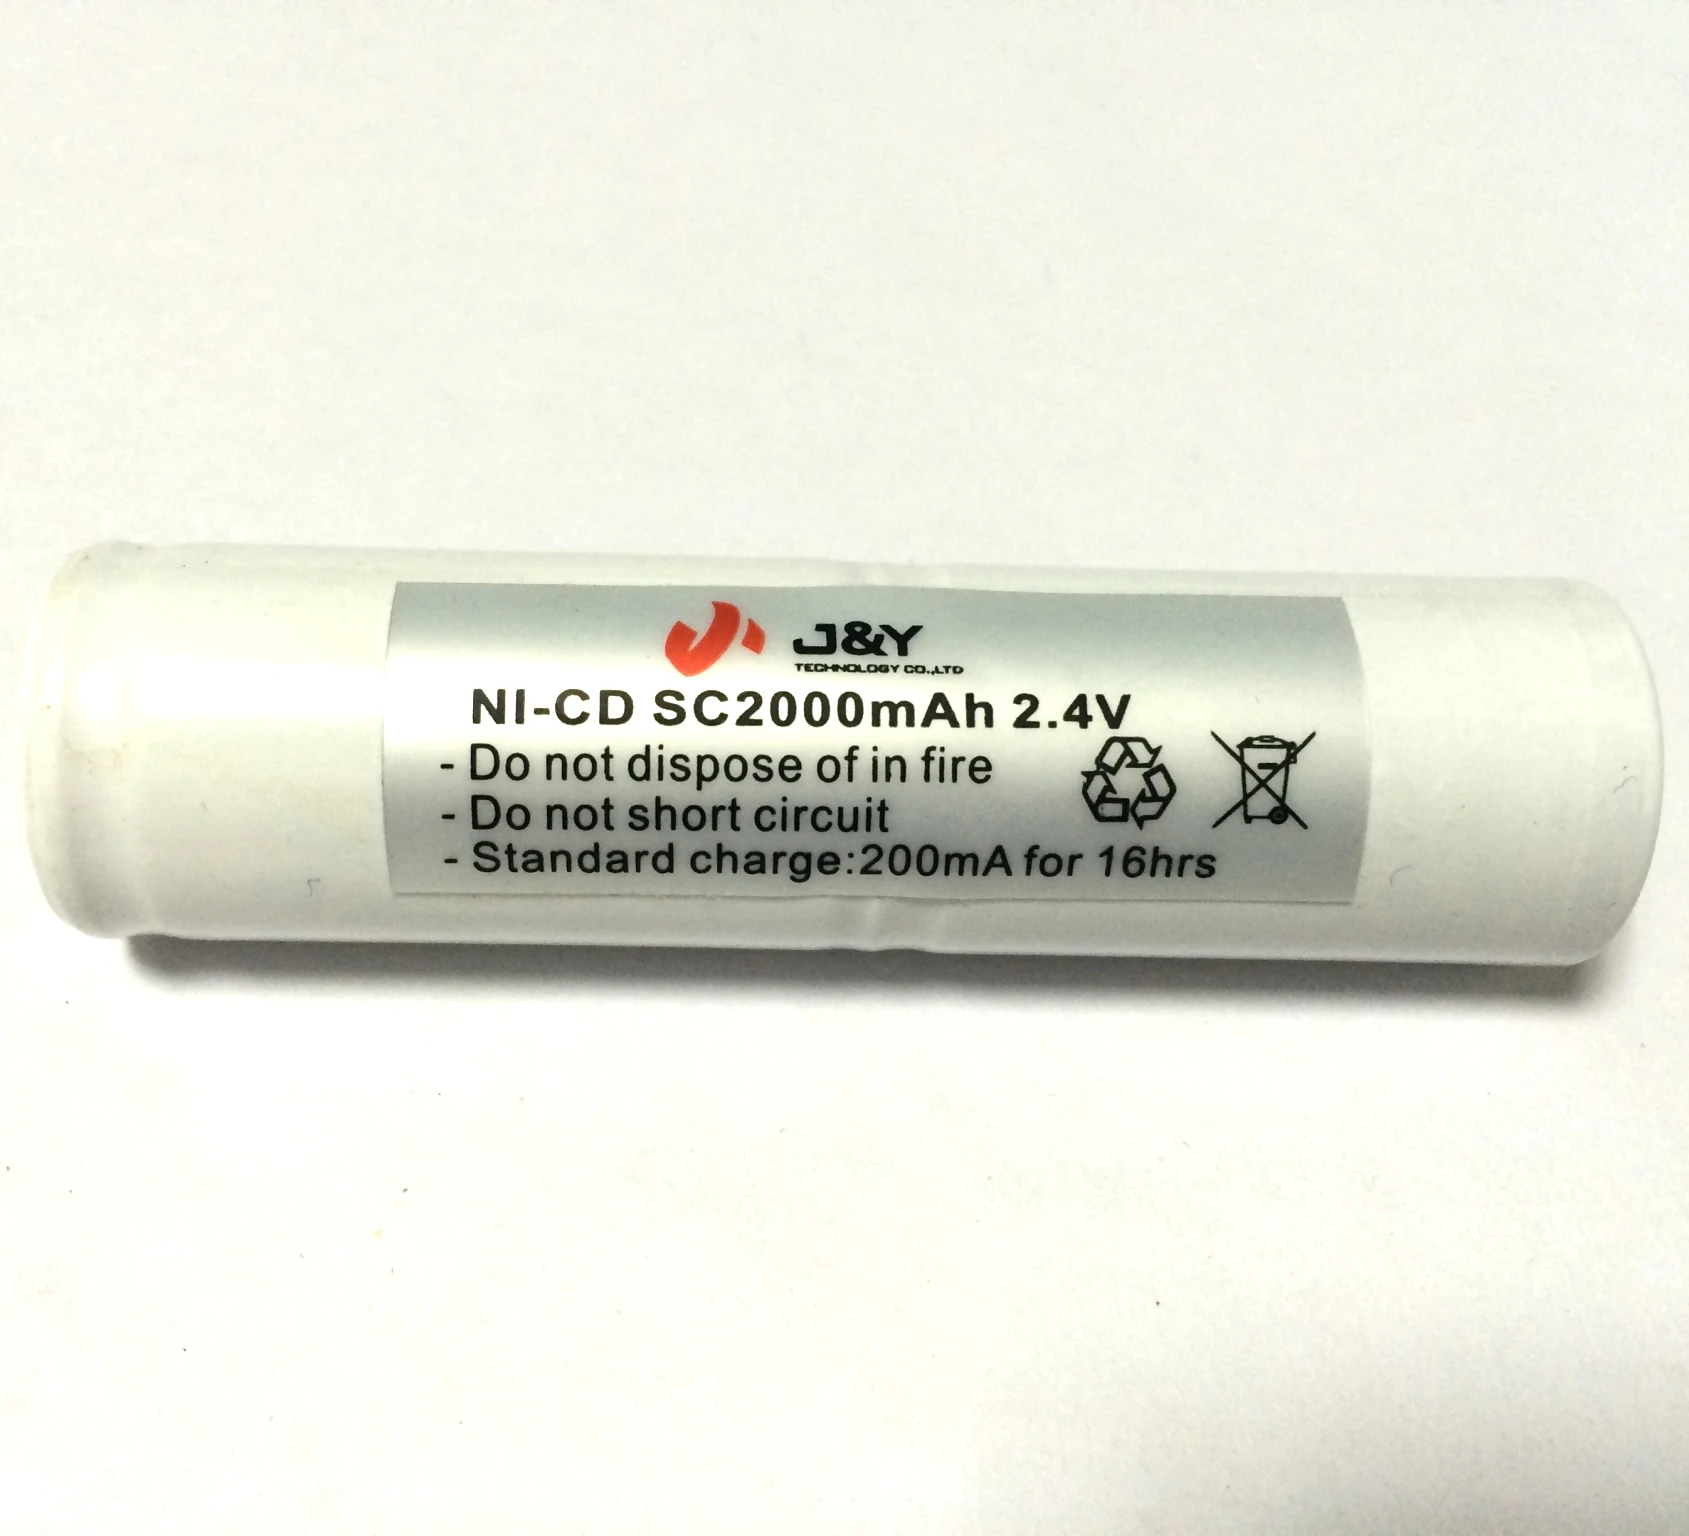 J&Y
TECHNOLOGY CO.,LTD
NI-CD SC2000mAh 2.4V
- Do not dispose of in fire
- Do not short circuit
- Standard charge:200mA for 16hrs